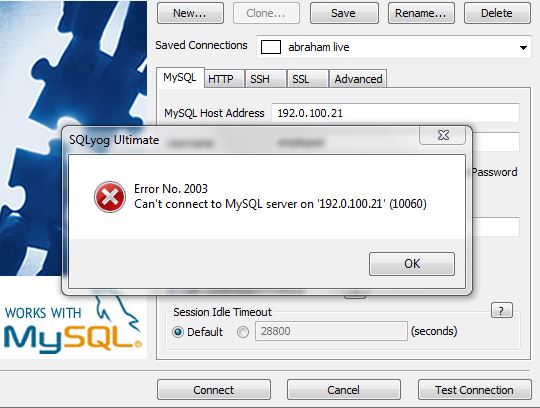 New...
Clone...
Save
Rename...
Delete
Saved Connections
abraham live
MySQL
HTTP
SSH
SSL
Advanced
MySQL Host Address
192.0.100.21
SQLyog Ultimate
Password
Error No. 2003
Can't connect to MySQL server on '192.0.100.21' (10060)
OK
WORKS WITH
MySQL®
Session Idle Timeout
?
Default
28800
(seconds)
Connect
Cancel
Test Connection